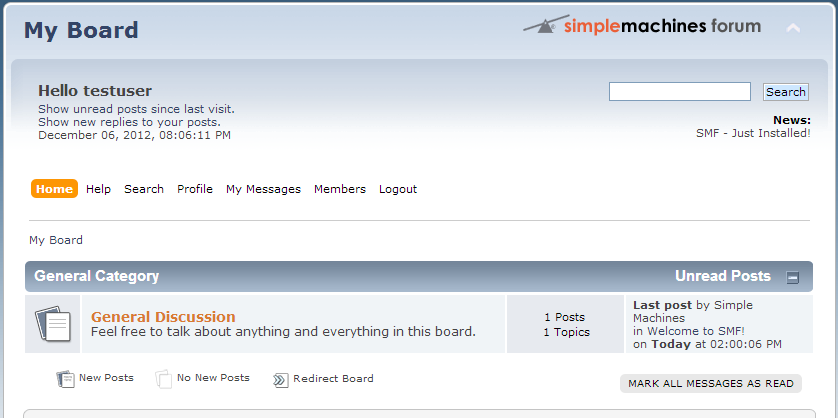 My Board
simplemachines forum
Hello testuser
Show unread posts since last visit.
Show new replies to your posts.
December 06, 2012, 08:06:11 PM
Search
News:
SMF - Just Installed!
Home Help Search Profile My Messages Members Logout
My Board
General Category Unread Posts
General Discussion
Feel free to talk about anything and everything in this board.
1 Posts
1 Topics
Last post by Simple
Machines
in Welcome to SMF!
on Today at 02:00:06 PM
New Posts No New Posts Redirect Board
MARK ALL MESSAGES AS READ